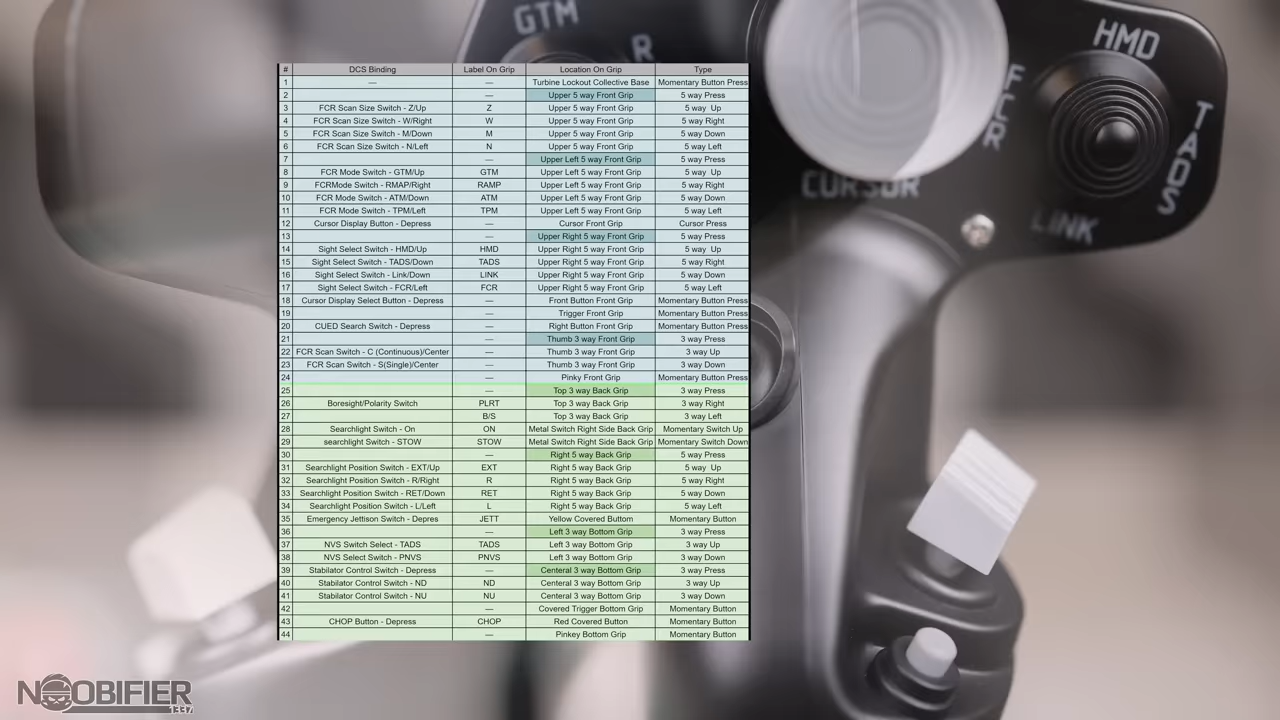 GTM
R
HMD
FCR
TADS
CURSOR
LINK
# DCS Binding Label On Grip Location On Grip Type
1 — — Turbine Lockout Collective Base Momentary Button Press
2 — Upper 5 way Front Grip 5 way Press
3 FCR Scan Size Switch - Z/Up Z Upper 5 way Front Grip 5 way Up
4 FCR Scan Size Switch - W/Right W Upper 5 way Front Grip 5 way Right
5 FCR Scan Size Switch - M/Down M Upper 5 way Front Grip 5 way Down
6 FCR Scan Size Switch - N/Left N Upper 5 way Front Grip 5 way Left
7 — Upper Left 5 way Front Grip 5 way Press
8 FCR Mode Switch - GTM/Up GTM Upper Left 5 way Front Grip 5 way Up
9 FCRMode Switch - RMAP/Right RAMP Upper Left 5 way Front Grip 5 way Right
10 FCR Mode Switch - ATM/Down ATM Upper Left 5 way Front Grip 5 way Down
11 FCR Mode Switch - TPM/Left TPM Upper Left 5 way Front Grip 5 way Left
12 Cursor Display Button - Depress — Cursor Front Grip Cursor Press
13 — Upper Right 5 way Front Grip 5 way Press
14 Sight Select Switch - HMD/Up HMD Upper Right 5 way Front Grip 5 way Up
15 Sight Select Switch - TADS/Down TADS Upper Right 5 way Front Grip 5 way Right
16 Sight Select Switch - Link/Down LINK Upper Right 5 way Front Grip 5 way Down
17 Sight Select Switch - FCR/Left FCR Upper Right 5 way Front Grip 5 way Left
18 Cursor Display Select Button - Depress — Front Button Front Grip Momentary Button Press
19 — Trigger Front Grip Momentary Button Press
20 CUED Search Switch - Depress — Right Button Front Grip Momentary Button Press
21 — Thumb 3 way Front Grip 3 way Press
22 FCR Scan Switch - C (Continuous)/Center — Thumb 3 way Front Grip 3 way Up
23 FCR Scan Switch - S(Single)/Center — Thumb 3 way Front Grip 3 way Down
24 — Pinky Front Grip Momentary Button Press
25 — Top 3 way Back Grip 3 way Press
26 Boresight/Polarity Switch PLRT Top 3 way Back Grip 3 way Right
27 B/S Top 3 way Back Grip 3 way Left
28 Searchlight Switch - On ON Metal Switch Right Side Back Grip Momentary Switch Up
29 searchlight Switch - STOW STOW Metal Switch Right Side Back Grip Momentary Switch Down
30 — Right 5 way Back Grip 5 way Press
31 Searchlight Position Switch - EXT/Up EXT Right 5 way Back Grip 5 way Up
32 Searchlight Position Switch - R/Right R Right 5 way Back Grip 5 way Right
33 Searchlight Position Switch - RET/Down RET Right 5 way Back Grip 5 way Down
34 Searchlight Position Switch - L/Left L Right 5 way Back Grip 5 way Left
35 Emergency Jettison Switch - Depres JETT Yellow Covered Buttom Momentary Button
36 — Left 3 way Bottom Grip 3 way Press
37 NVS Switch Select - TADS TADS Left 3 way Bottom Grip 3 way Up
38 NVS Select Switch - PNVS PNVS Left 3 way Bottom Grip 3 way Down
39 Stabilator Control Switch - Depress — Centeral 3 way Bottom Grip 3 way Press
40 Stabilator Control Switch - ND ND Centeral 3 way Bottom Grip 3 way Up
41 Stabilator Control Switch - NU NU Centeral 3 way Bottom Grip 3 way Down
42 — Covered Trigger Bottom Grip Momentary Button
43 CHOP Button - Depress CHOP Red Covered Button Momentary Button
44 — Pinkey Bottom Grip Momentary Button
NOOBIFIER
1337